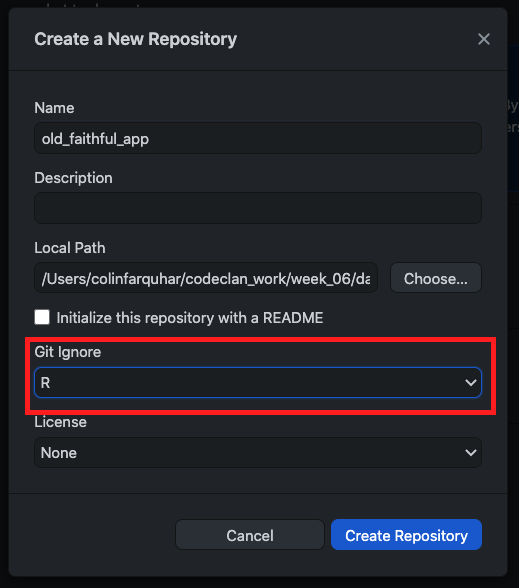 Create a New Repository
Name
old_faithful_app
Description
Local Path
/Users/colinfarquhar/codeclan_work/week_06/da
Choose...
Initialize this repository with a README
Git Ignore
R
License
None
Cancel
Create Repository